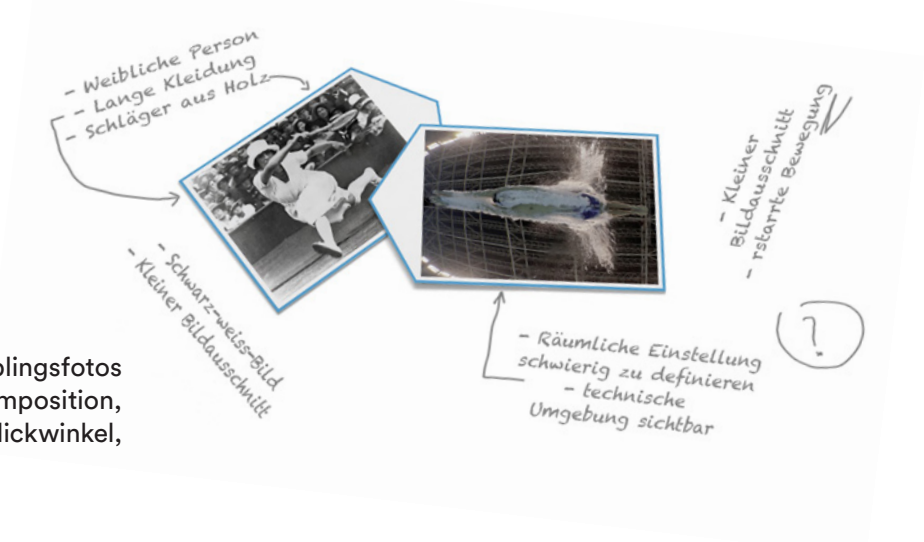 - Weibliche Person
- Lange Kleidung
- Schläger aus Holz
- Schwarz-weiss-Bild
- Kleiner Bildausschnitt
- Kleiner
Bildausschnitt
- rstarrte Bewegung
?
- Räumliche Einstellung
schwierig zu definieren
- technische
Umgebung sichtbar
blingsfotos
mposition,
lickwinkel,